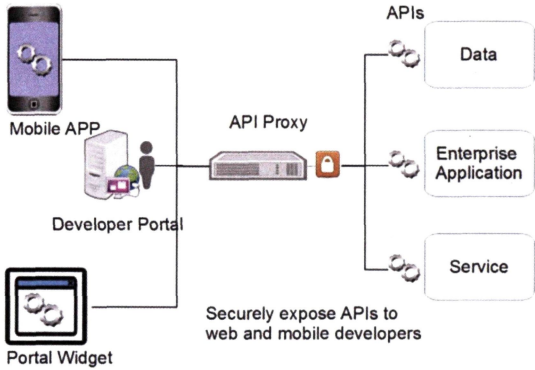 APIs
Data
Mobile APP
API Proxy
Enterprise
Application
Developer Portal
Service
Securely expose APIs to
web and mobile developers
Portal Widget